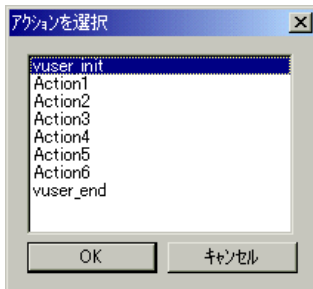 アクションを選択
vuser_init
Action1
Action2
Action3
Action4
Action5
Action6
vuser_end
OK
キャンセル